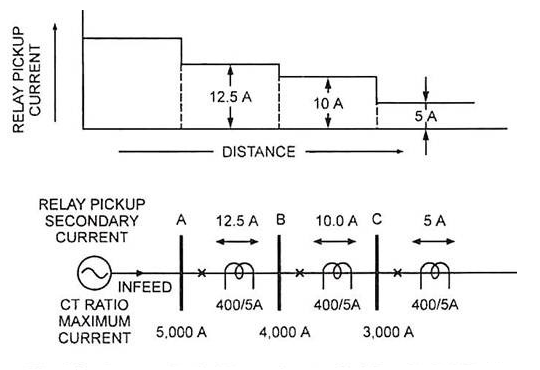 RELAY PICKUP
CURRENT
12.5 A
10 A
5 A
DISTANCE
RELAY PICKUP
SECONDARY
CURRENT
A
12.5 A
B
10.0 A
C
5 A
INFEED
CT RATIO
MAXIMUM
CURRENT
400/5A
400/5A
400/5A
5,000 A
4,000 A
3,000 A